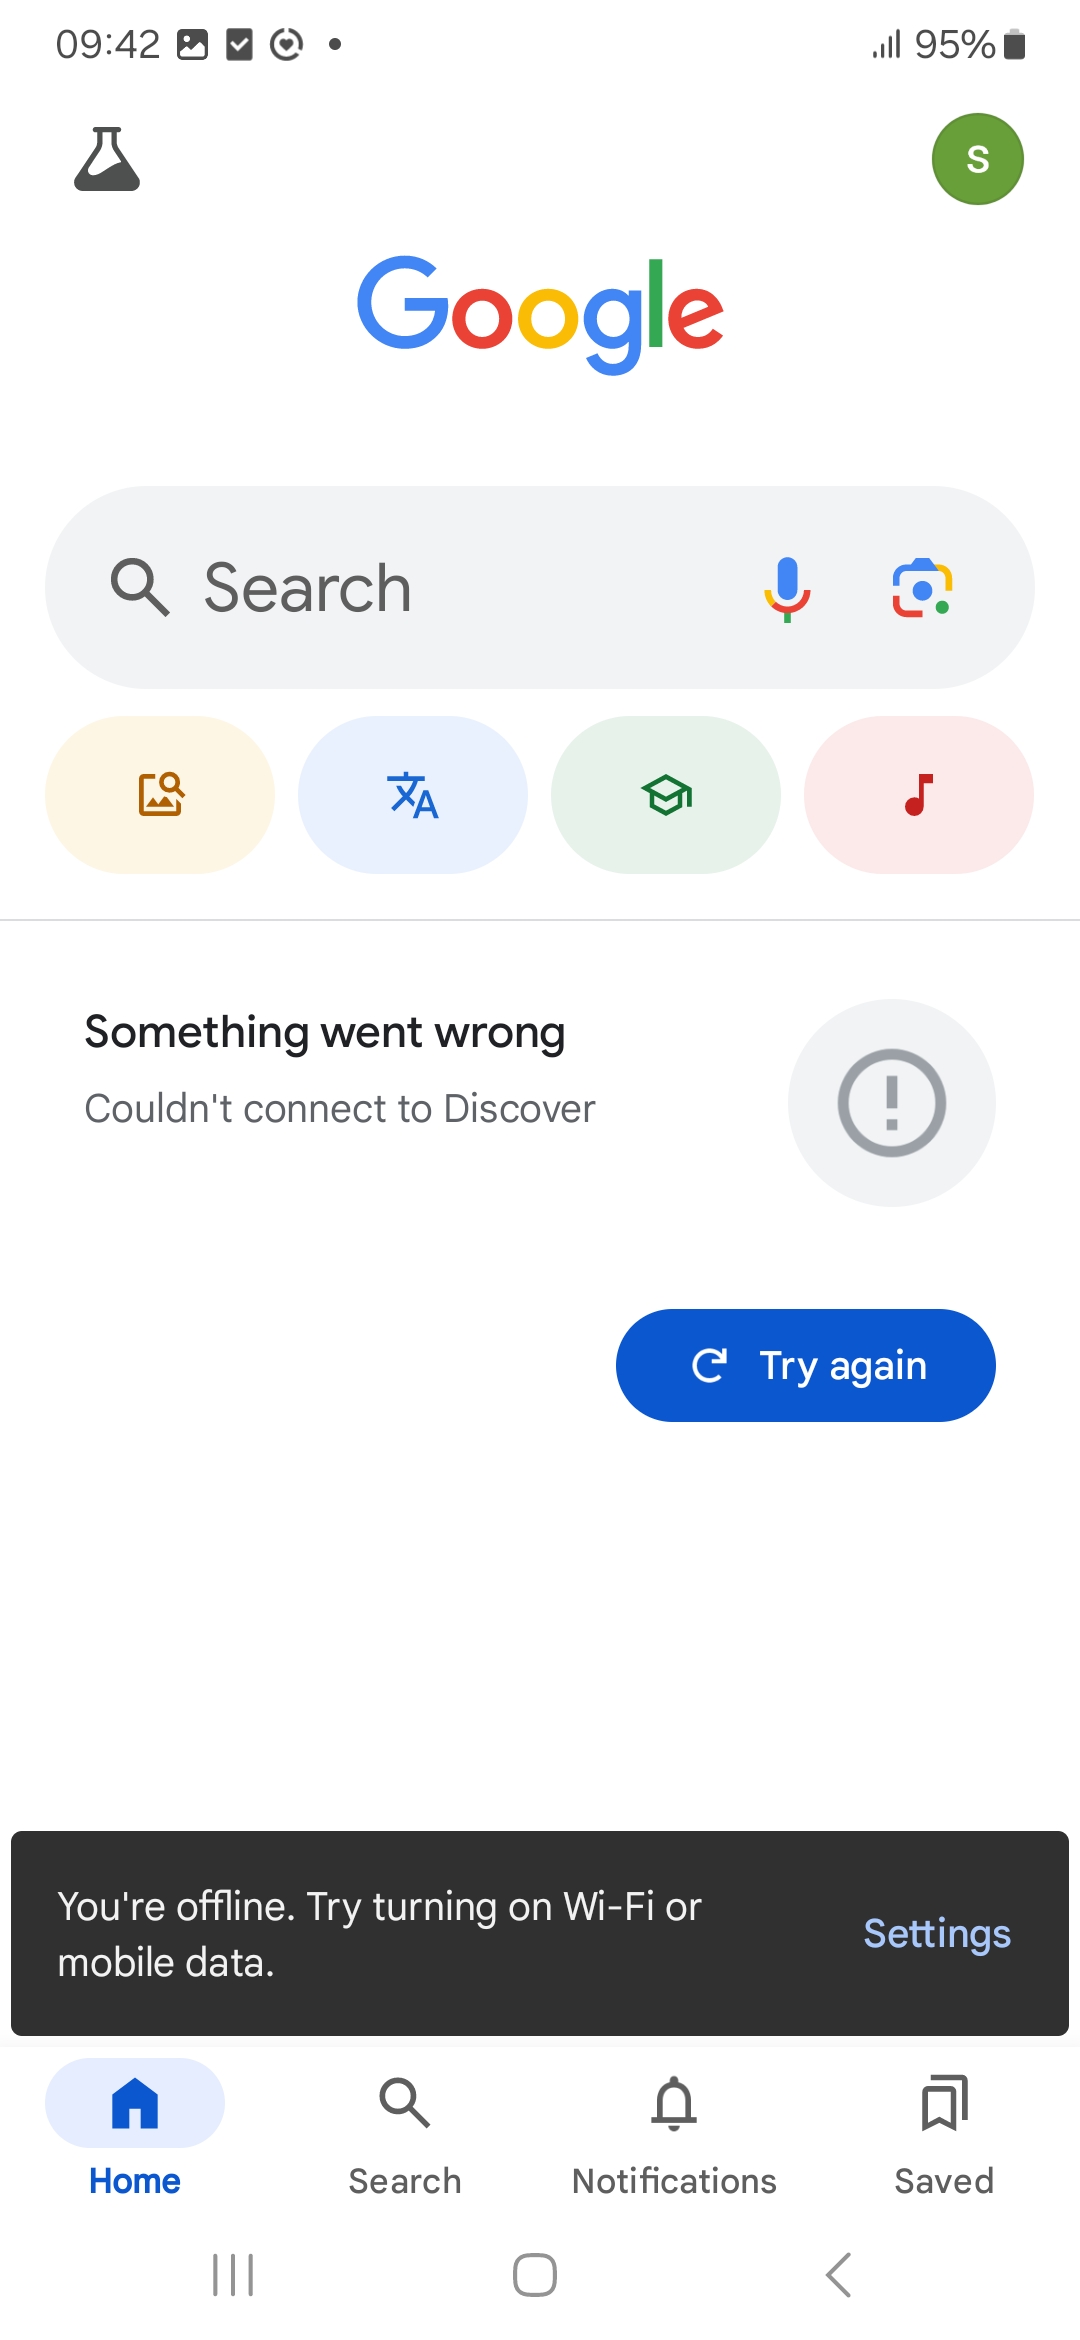 09:42
95%
S
Google
Search
Something went wrong
Couldn't connect to Discover
Try again
You're offline. Try turning on Wi-Fi or
mobile data.
Settings
Home
Search
Notifications
Saved